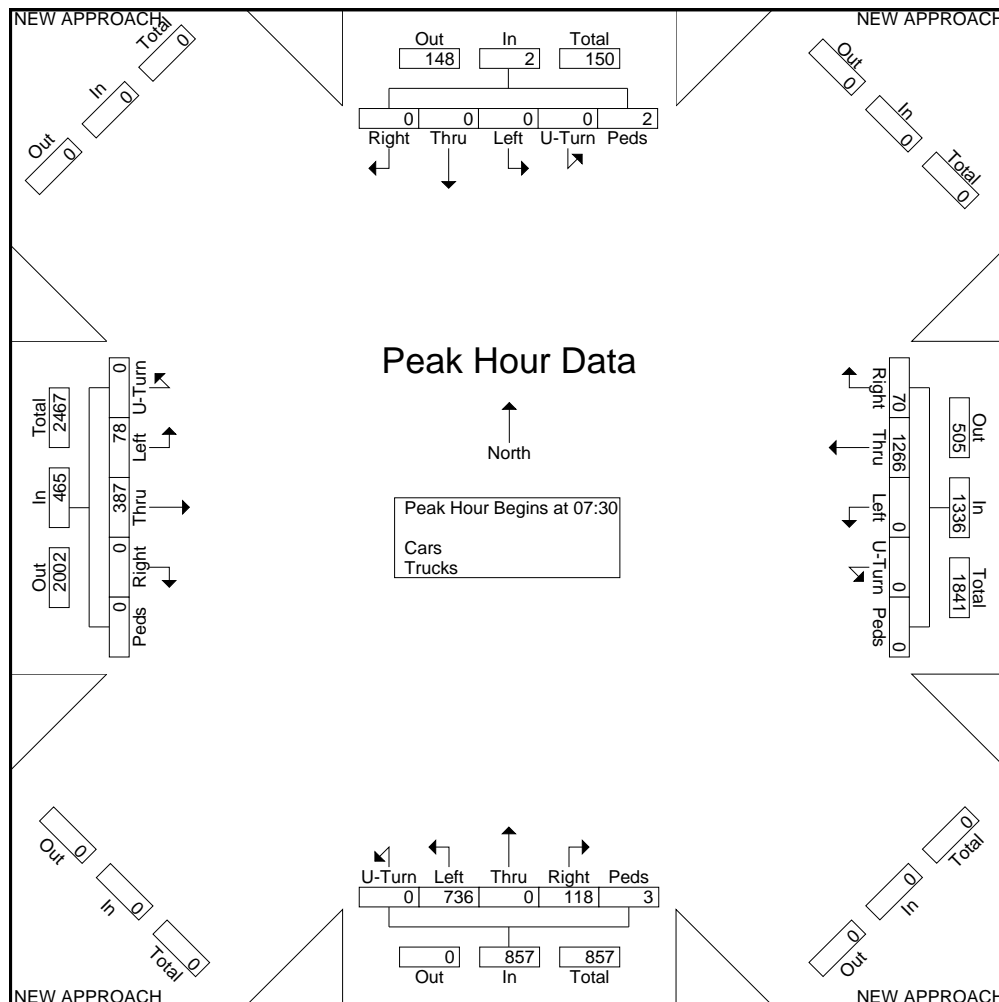 NEW APPROACH
Total
0
In
0
Out
0
Out In Total
148 2 150
0 0 0 0 2
Right Thru Left U-Turn Peds
NEW APPROACH
Out
0
In
0
Total
0
Peak Hour Data
North
Peak Hour Begins at 07:30
Cars
Trucks
Total
2467
In
465
Out
2002
0 78 387 0 0
U-Turn Left Thru Right Peds
Right Thru Left U-Turn Peds
70 1266 0 0 0
Out
505
In
1336
Total
1841
U-Turn Left Thru Right Peds
0 736 0 118 3
0 857 857
Out In Total
0
Out
0
In
0
Total
NEW APPROACH
0
Total
0
In
0
Out
NEW APPROACH